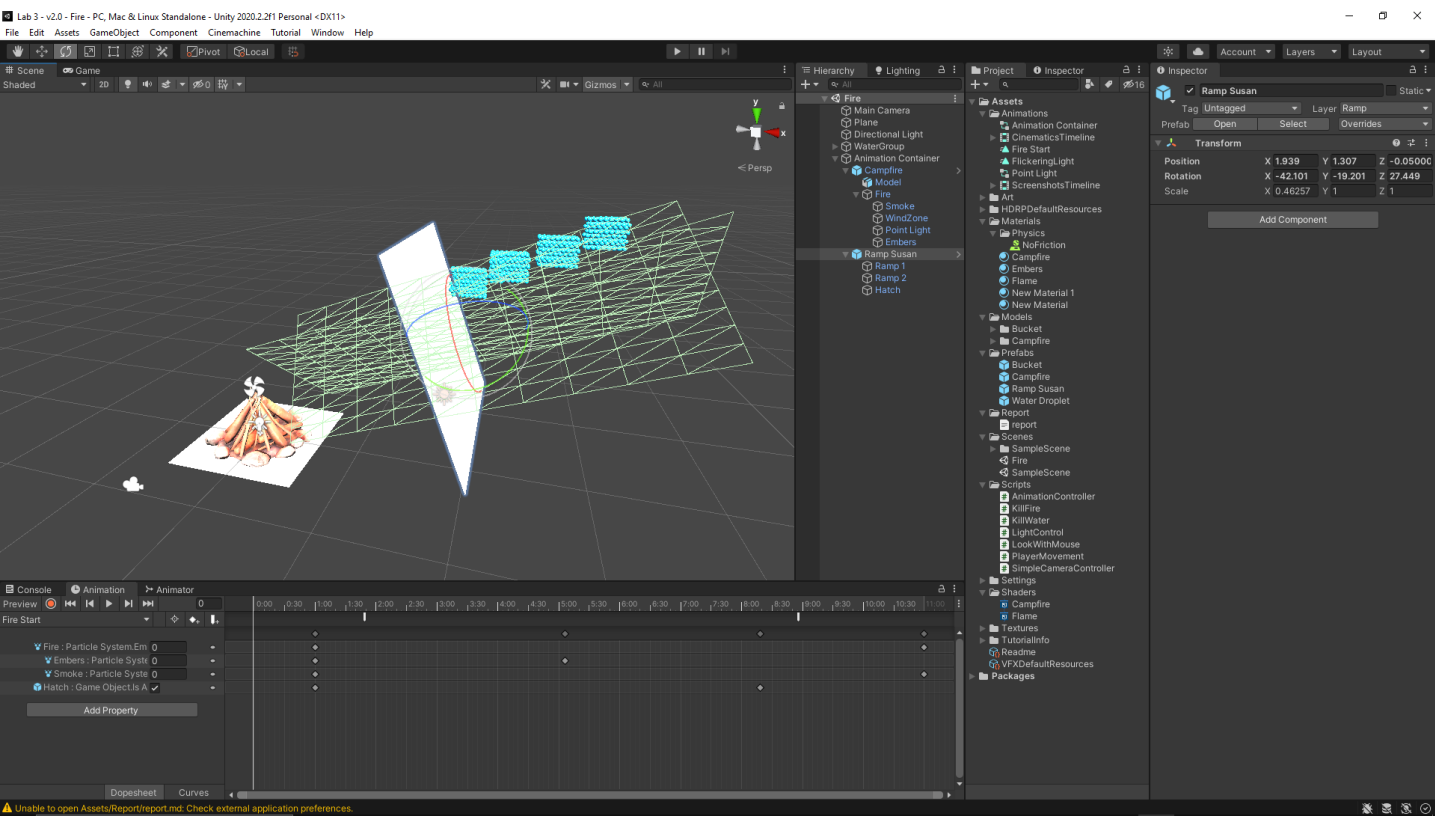 Lab 3 - v2.0 - Fire - PC, Mac & Linux Standalone - Unity 2020.2.2f1 Personal <DX11>
File Edit Assets GameObject Component Cinemachine Tutorial Window Help
Pivot Local Account Layers Layout
Scene Game
Shaded 2D 0 Gizmos All
y
x
Persp
Hierarchy Lighting
All
Fire
Main Camera
Plane
Directional Light
WaterGroup
Animation Container
Campfire
Model
Fire
Smoke
WindZone
Point Light
Embers
Ramp Susan
Ramp 1
Ramp 2
Hatch
Project Inspector
16
Assets
Animations
Animation Container
CinematicsTimeline
Fire Start
FlickeringLight
Point Light
ScreenshotsTimeline
Art
HDRPDefaultResources
Materials
Physics
NoFriction
Campfire
Embers
Flame
New Material 1
New Material
Models
Bucket
Campfire
Prefabs
Bucket
Campfire
Ramp Susan
Water Droplet
Report
report
Scenes
SampleScene
Fire
SampleScene
Scripts
AnimationController
KillFire
KillWater
LightControl
LookWithMouse
PlayerMovement
SimpleCameraController
Settings
Shaders
Campfire
Flame
Textures
TutorialInfo
Readme
VFXDefaultResources
Packages
Inspector
Ramp Susan Static
Tag Untagged Layer Ramp
Prefab Open Select Overrides
Transform
Position X 1.939 Y 1.307 Z -0.05000
Rotation X -42.101 Y -19.201 Z 27.449
Scale X 0.46257 Y 1 Z 1
Add Component
Console Animation Animator
Preview 0 0:00 0:30 1:00 1:30 2:00 2:30 3:00 3:30 4:00 4:30 5:00 5:30 6:00 6:30 7:00 7:30 8:00 8:30 9:00 9:30 10:00 10:30 11:00
Fire Start
Fire : Particle System.Em 0
Embers : Particle Syste 0
Smoke : Particle Syste 0
Hatch : Game Object.Is A
Add Property
Dopesheet Curves
Unable to open Assets/Report/report.md: Check external application preferences.